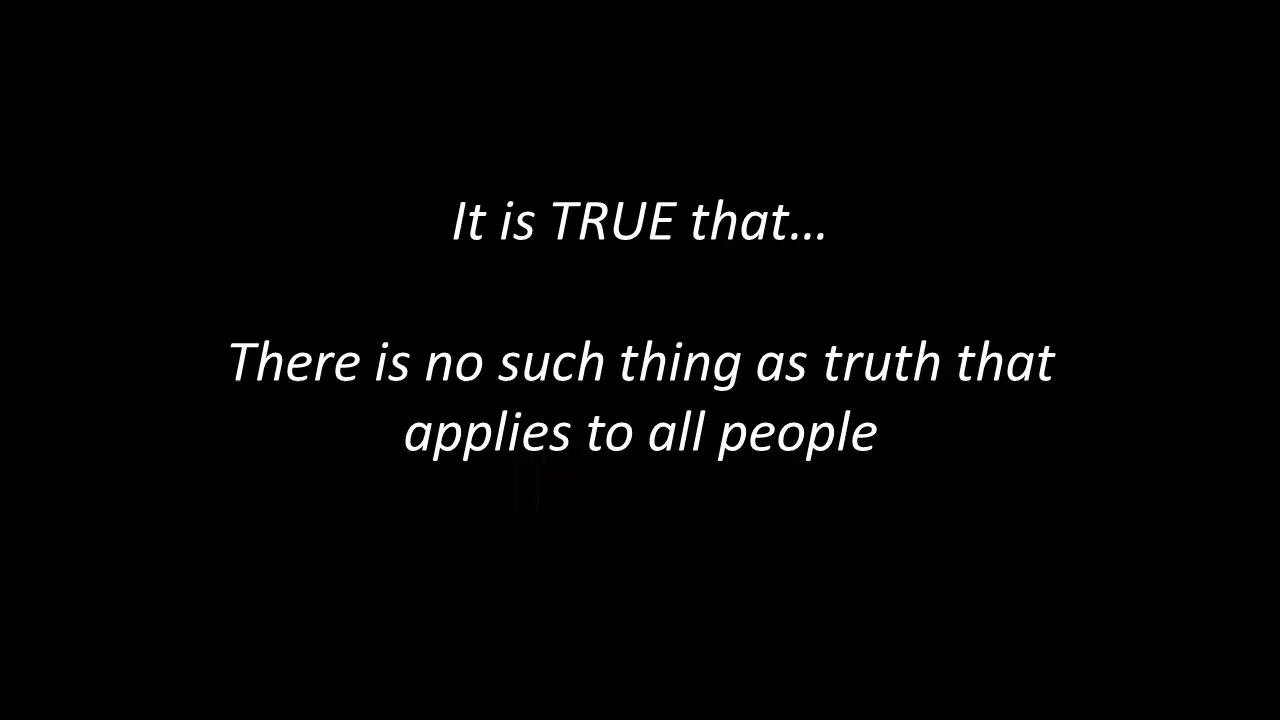 It is TRUE that...
There is no such thing as truth that
applies to all people